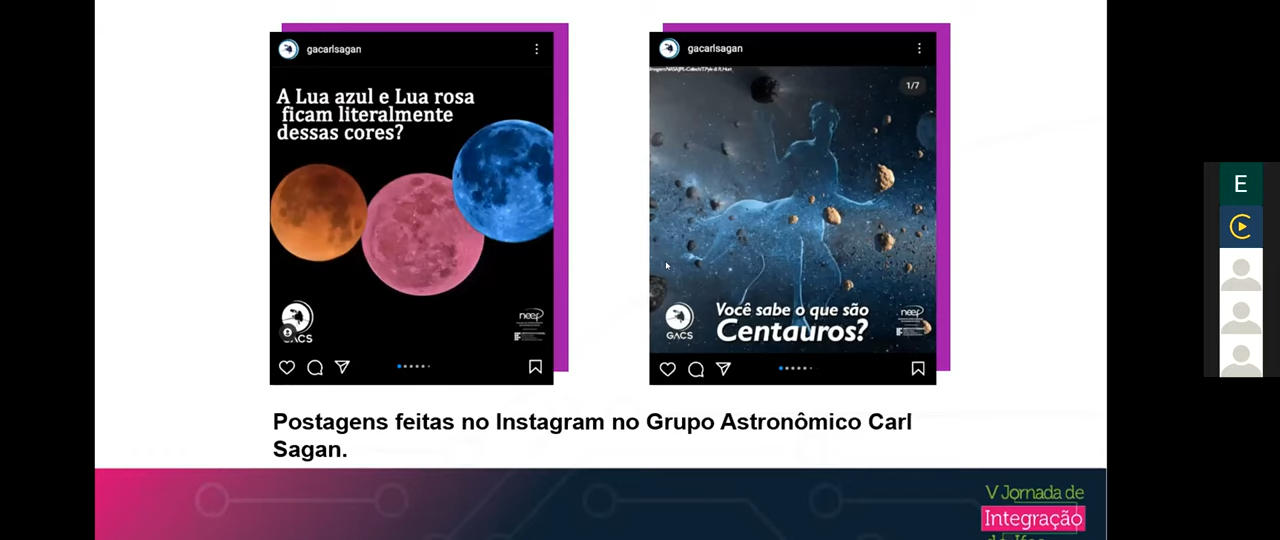 gacarlsagan
A Lua azul e Lua rosa
ficam literalmente
dessas cores?
GACS
neep
gacarlsagan
1/7
Você sabe o que são
Centauros?
GACS
neep
Postagens feitas no Instagram no Grupo Astronômico Carl
Sagan.
V Jornada de
Integração
E